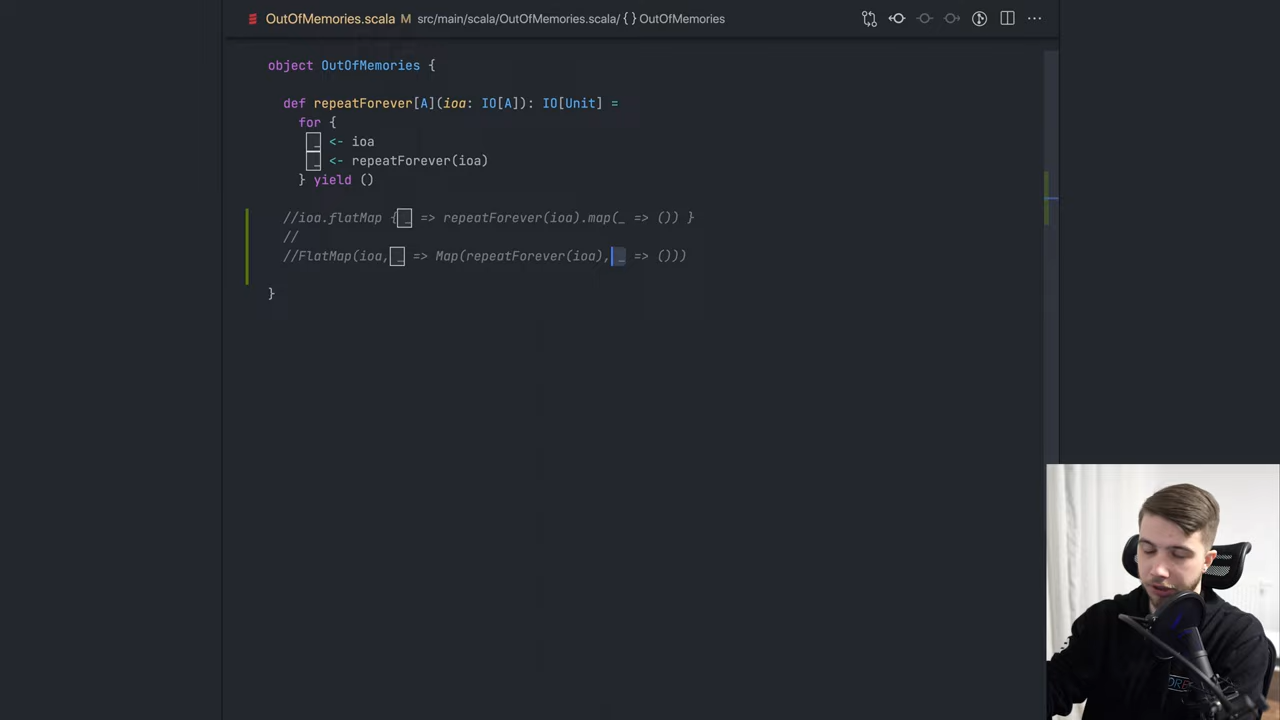 OutOfMemories.scala M src/main/scala/OutOfMemories.scala/ {} OutOfMemories
object OutOfMemories {
def repeatForever[A](ioa: IO[A]): IO[Unit] =
for {
_ <- ioa
_ <- repeatForever(ioa)
} yield ()
//ioa.flatMap { _ => repeatForever(ioa).map(_ => ()) }
//
//FlatMap(ioa, _ => Map(repeatForever(ioa), _ => ()))
}